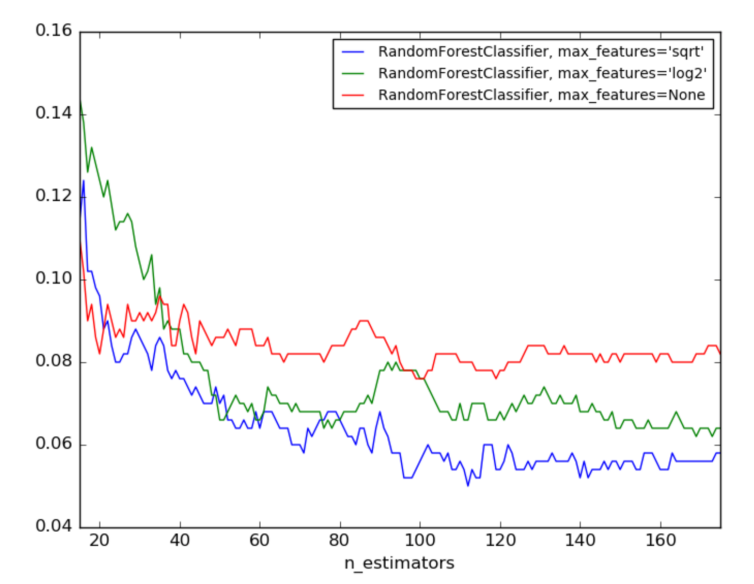 0.16
RandomForestClassifier, max_features='sqrt'
RandomForestClassifier, max_features='log2'
RandomForestClassifier, max_features=None
0.14
0.12
0.10
0.08
0.06
0.04
20 40 60 80 100 120 140 160
n_estimators